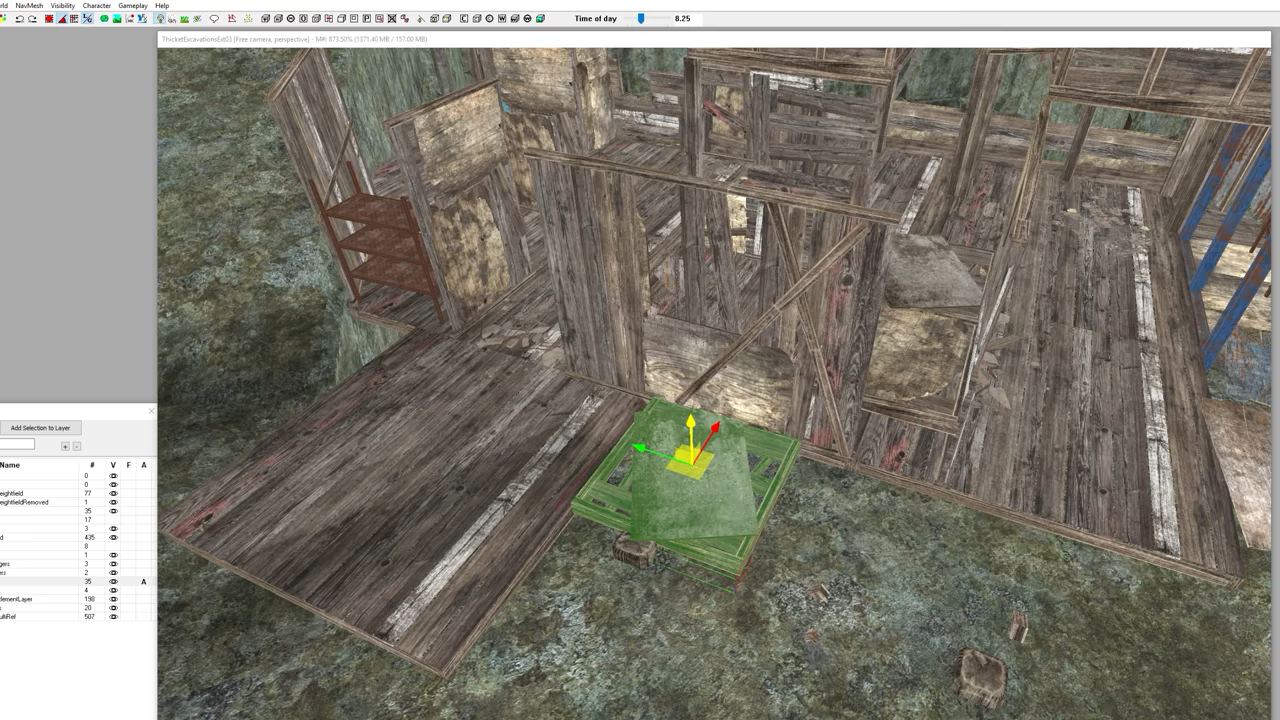 rld NavMesh Visibility Character Gameplay Help
Time of day 8.25
ThicketExcavationsExt03 [Free camera, perspective] - M#: 873.50% (1371.40 MB / 157.00 MB)
Add Selection to Layer
+ -
Name # V F A
0
0
eightfield 77
eightfieldRemoved 1
35
17
3
d 435
8
1
gers 3
ers 2
35 A
4
tlementLayer 198
s 20
ultiRef 507